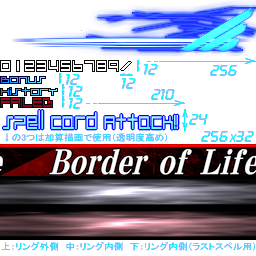 0123456789/
12
256
Bonus
12
12
History
12
210
FAILED
12
Spell Card Attack!!
24
↑の3つは加算描画で使用(透明度高め)
256x32
e Border of Life
上:リング外側 中:リング内側 下:リング内側(ラストスペル用)